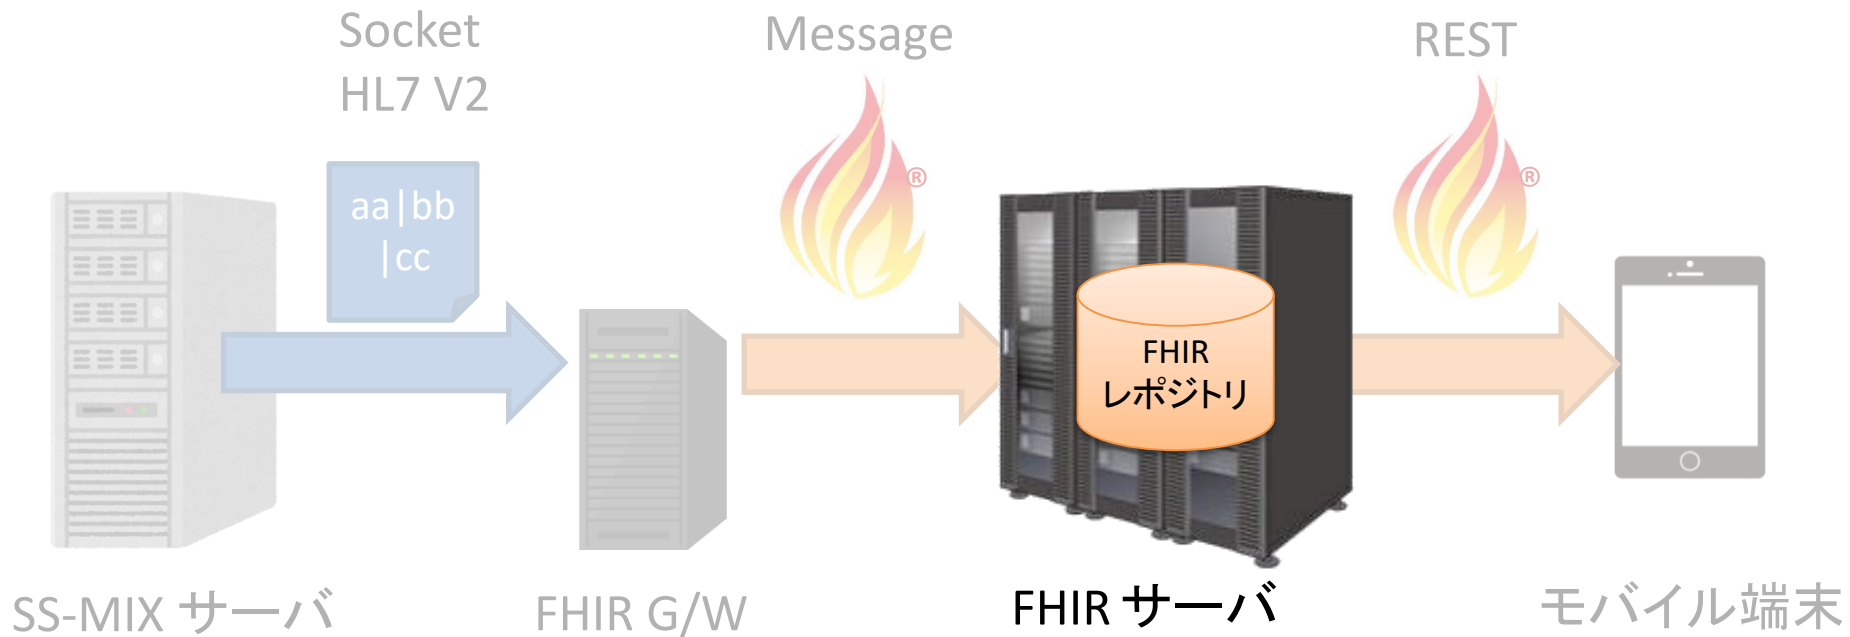 Socket
HL7 V2
Message
REST
®
®
aa|bb
|cc
FHIR
レポジトリ
SS-MIX サーバ
FHIR G/W
FHIR サーバ
モバイル端末